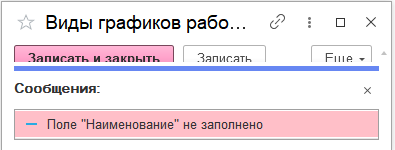 Виды графиков рабо...
Записать и закрыть Записать Еще
Сообщения:
Поле "Наименование" не заполнено